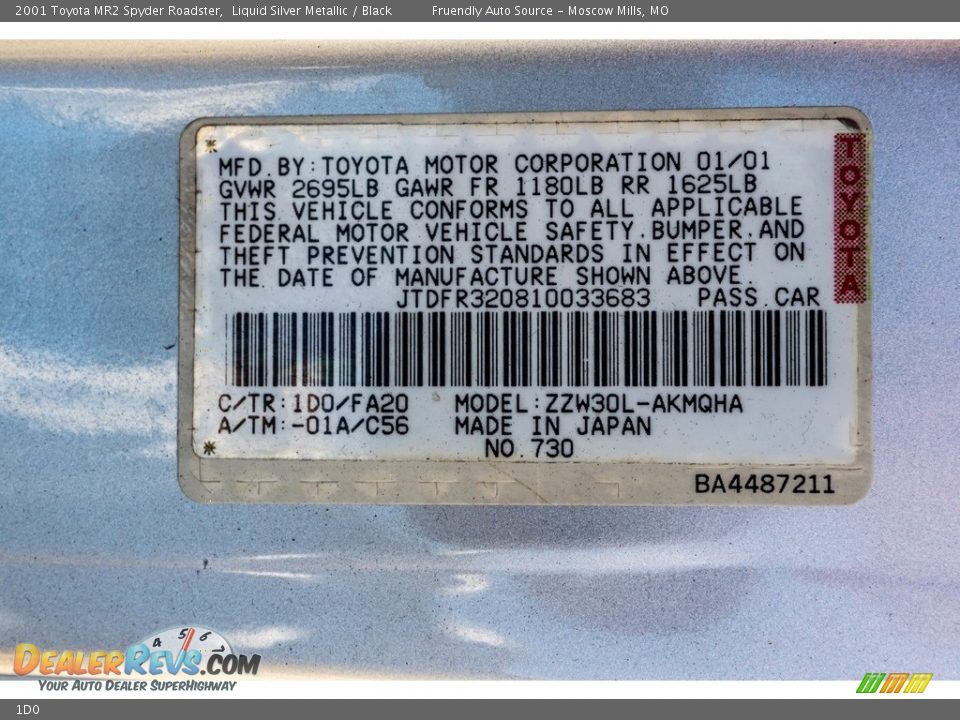 2001 Toyota MR2 Spyder Roadster, Liquid Silver Metallic / Black Fruendly Auto Source - Moscow Mills, MO
MFD.BY:TOYOTA MOTOR CORPORATION 01/01
GVWR 2695LB GAWR FR 1180LB RR 1625LB
THIS VEHICLE CONFORMS TO ALL APPLICABLE
FEDERAL MOTOR VEHICLE SAFETY.BUMPER.AND
THEFT PREVENTION STANDARDS IN EFFECT ON
THE DATE OF MANUFACTURE SHOWN ABOVE.
JTDFR320810033683 PASS.CAR
TOYOTA
C/TR:1D0/FA20 MODEL:ZZW30L-AKMQHA
A/TM:-01A/C56 MADE IN JAPAN
NO.730
BA4487211
4 5 6
DEALERREVS.COM
YOUR AUTO DEALER SUPERHIGHWAY
1D0